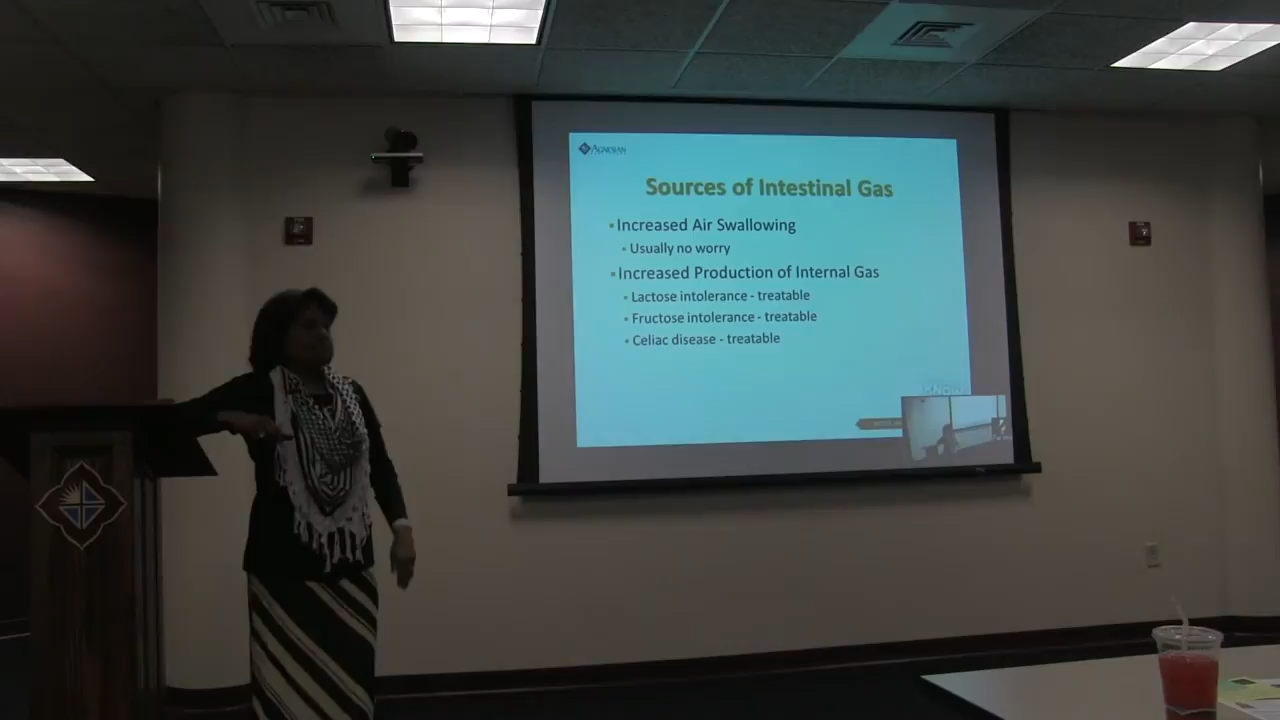 AGNESIAN
Sources of Intestinal Gas
Increased Air Swallowing
Usually no worry
Increased Production of Internal Gas
Lactose intolerance - treatable
Fructose intolerance - treatable
Celiac disease - treatable